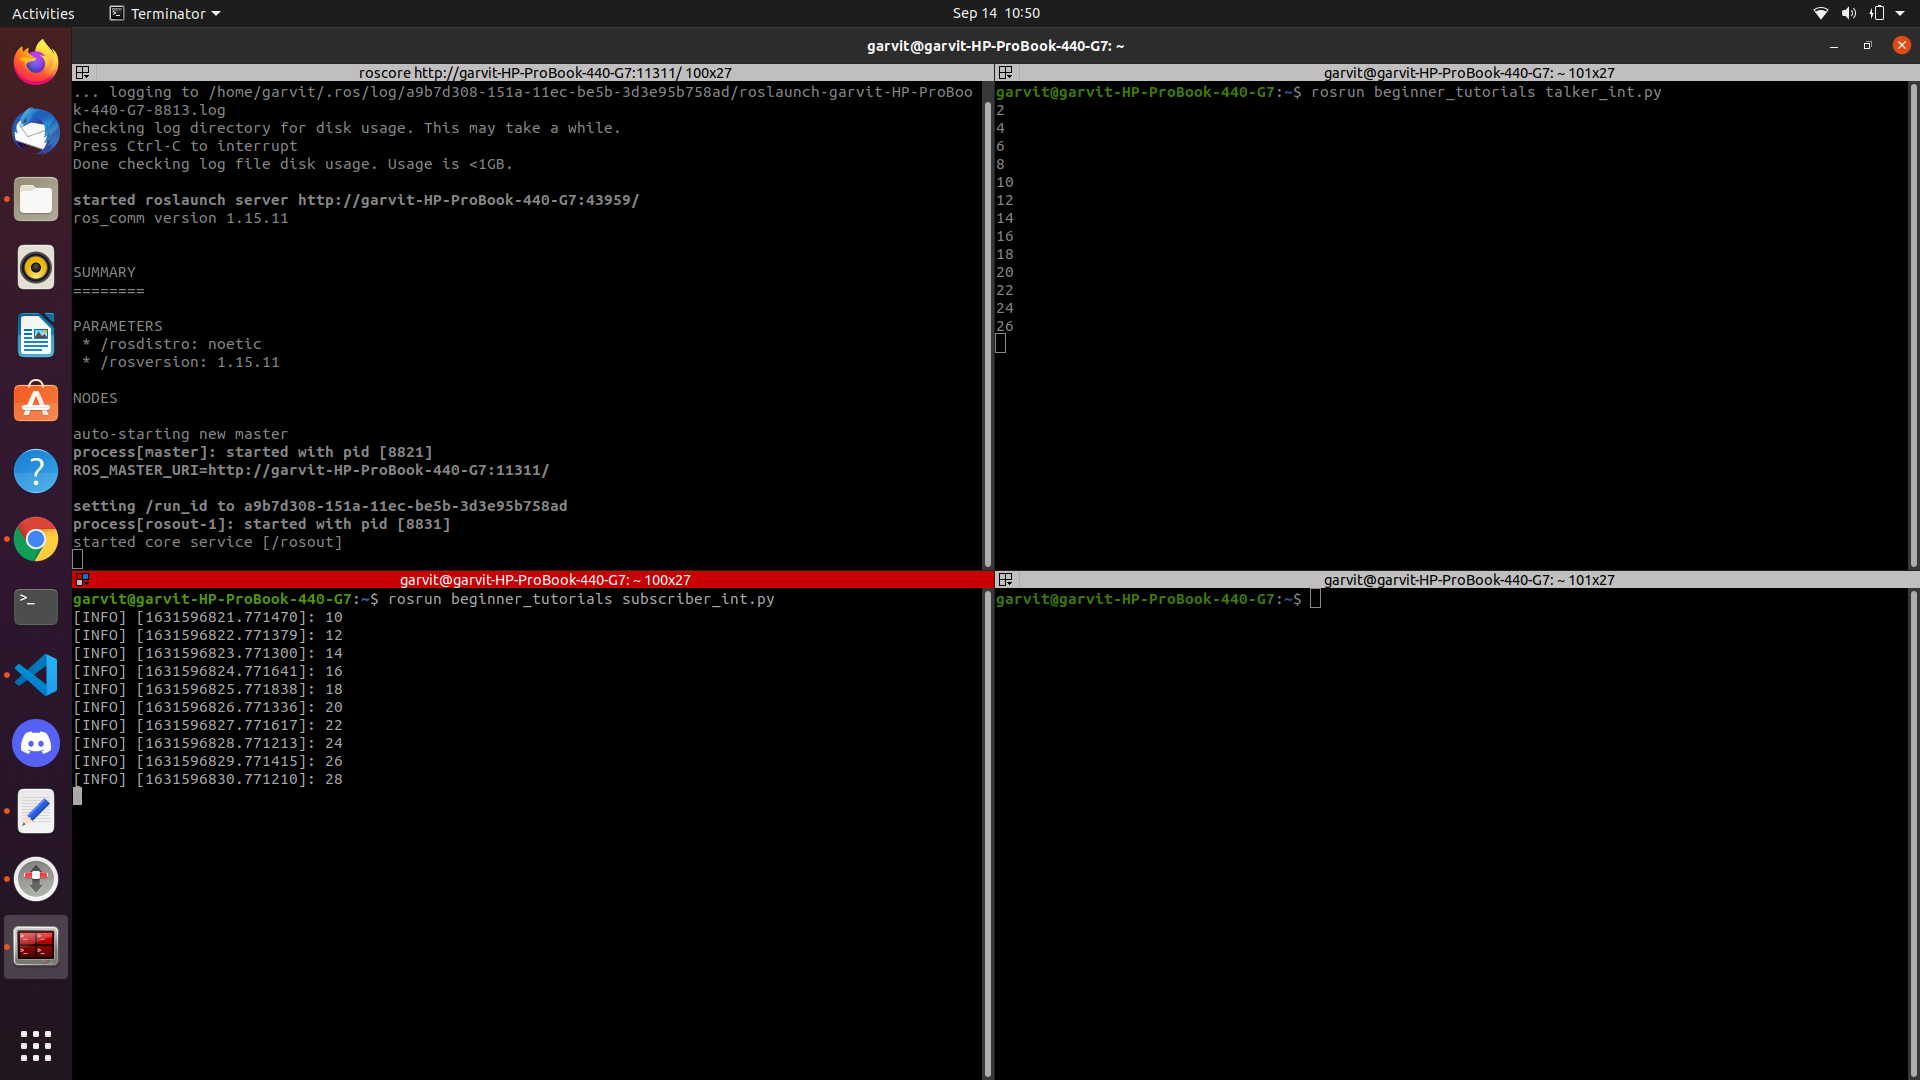 Activities
Terminator
Sep 14 10:50
garvit@garvit-HP-ProBook-440-G7: ~
roscore http://garvit-HP-ProBook-440-G7:11311/ 100x27
... logging to /home/garvit/.ros/log/a9b7d308-151a-11ec-be5b-3d3e95b758ad/roslaunch-garvit-HP-ProBoo
k-440-G7-8813.log
Checking log directory for disk usage. This may take a while.
Press Ctrl-C to interrupt
Done checking log file disk usage. Usage is <1GB.
started roslaunch server http://garvit-HP-ProBook-440-G7:43959/
ros_comm version 1.15.11
SUMMARY
========
PARAMETERS
 * /rosdistro: noetic
 * /rosversion: 1.15.11
NODES
auto-starting new master
process[master]: started with pid [8821]
ROS_MASTER_URI=http://garvit-HP-ProBook-440-G7:11311/
setting /run_id to a9b7d308-151a-11ec-be5b-3d3e95b758ad
process[rosout-1]: started with pid [8831]
started core service [/rosout]
garvit@garvit-HP-ProBook-440-G7: ~ 101x27
garvit@garvit-HP-ProBook-440-G7:~$ rosrun beginner_tutorials talker_int.py
2
4
6
8
10
12
14
16
18
20
22
24
26
garvit@garvit-HP-ProBook-440-G7: ~ 100x27
garvit@garvit-HP-ProBook-440-G7:~$ rosrun beginner_tutorials subscriber_int.py
[INFO] [1631596821.771470]: 10
[INFO] [1631596822.771379]: 12
[INFO] [1631596823.771300]: 14
[INFO] [1631596824.771641]: 16
[INFO] [1631596825.771838]: 18
[INFO] [1631596826.771336]: 20
[INFO] [1631596827.771617]: 22
[INFO] [1631596828.771213]: 24
[INFO] [1631596829.771415]: 26
[INFO] [1631596830.771210]: 28
garvit@garvit-HP-ProBook-440-G7: ~ 101x27
garvit@garvit-HP-ProBook-440-G7:~$